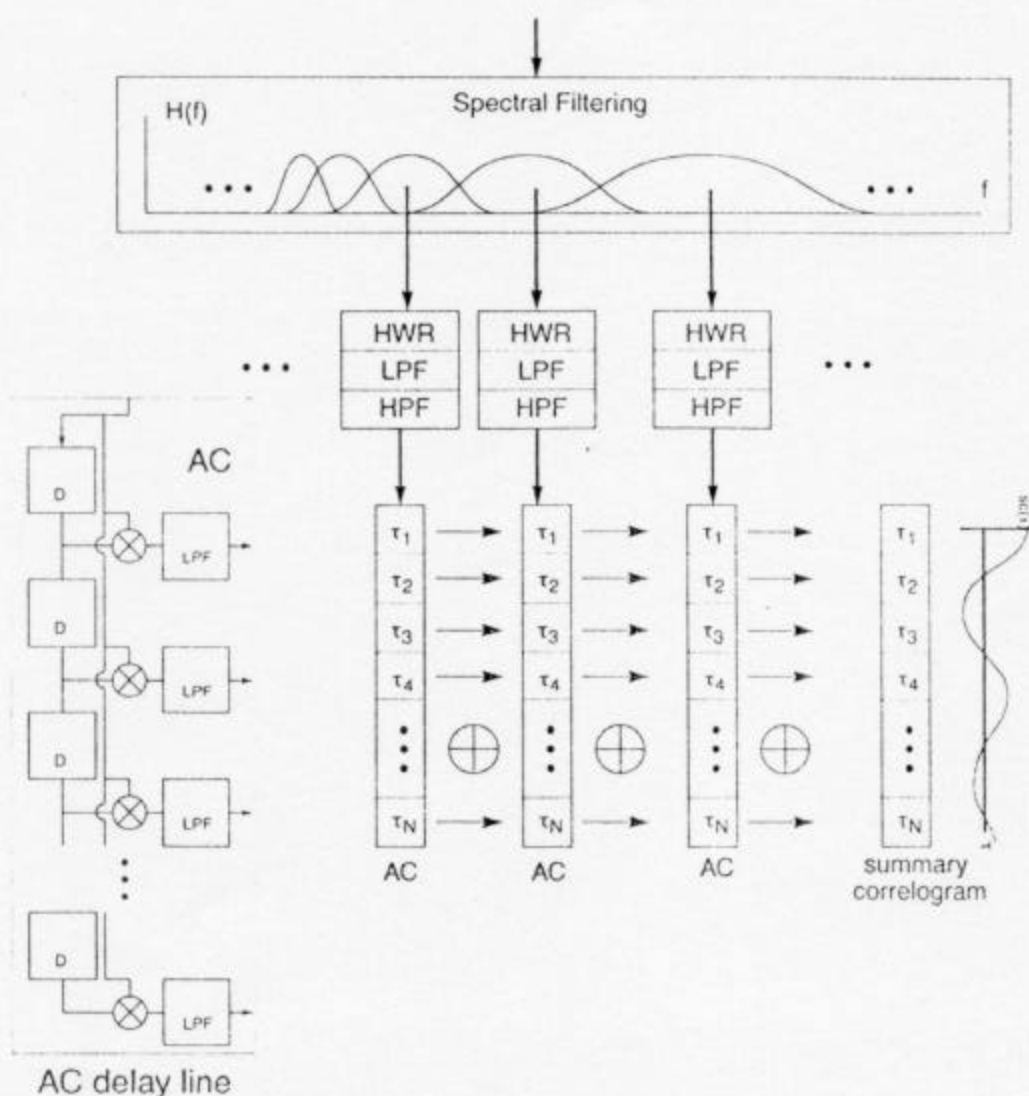 Spectral Filtering
H(f)
• • •
• • •
f
HWR HWR HWR
LPF LPF LPF
HPF HPF HPF
• • •
• • •
AC
D
LPF
D
LPF
D
LPF
D
LPF
AC delay line
τ1 τ1 τ1 τ1
τ2 τ2 τ2 τ2
τ3 τ3 τ3 τ3
τ4 τ4 τ4 τ4
τN τN τN τN
AC AC AC
summary
correlogram